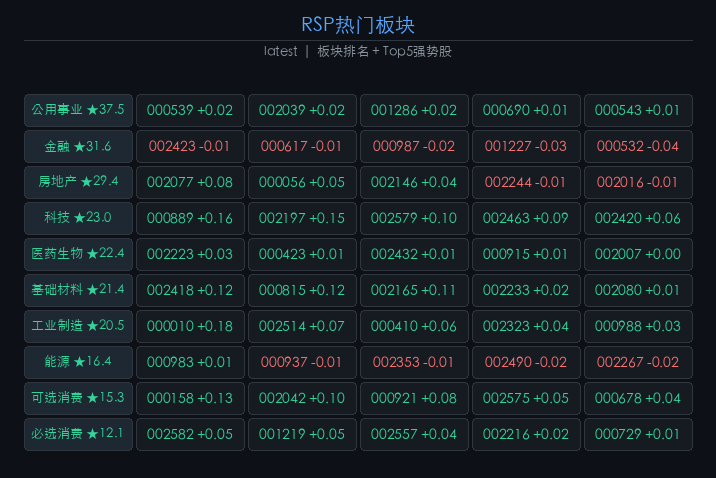 RSP热门板块
latest | 板块排名+Top5强势股
公用事业 ★37.5 000539 +0.02 002039 +0.02 001286 +0.02 000690 +0.01 000543 +0.01
金融 ★31.6 002423 -0.01 000617 -0.01 000987 -0.02 001227 -0.03 000532 -0.04
房地产 ★29.4 002077 +0.08 000056 +0.05 002146 +0.04 002244 -0.01 002016 -0.01
科技 ★23.0 000889 +0.16 002197 +0.15 002579 +0.10 002463 +0.09 002420 +0.06
医药生物 ★22.4 002223 +0.03 000423 +0.01 002432 +0.01 000915 +0.01 002007 +0.00
基础材料 ★21.4 002418 +0.12 000815 +0.12 002165 +0.11 002233 +0.02 002080 +0.01
工业制造 ★20.5 000010 +0.18 002514 +0.07 000410 +0.06 002323 +0.04 000988 +0.03
能源 ★16.4 000983 +0.01 000937 -0.01 002353 -0.01 002490 -0.02 002267 -0.02
可选消费 ★15.3 000158 +0.13 002042 +0.10 000921 +0.08 002575 +0.05 000678 +0.04
必选消费 ★12.1 002582 +0.05 001219 +0.05 002557 +0.04 002216 +0.02 000729 +0.01